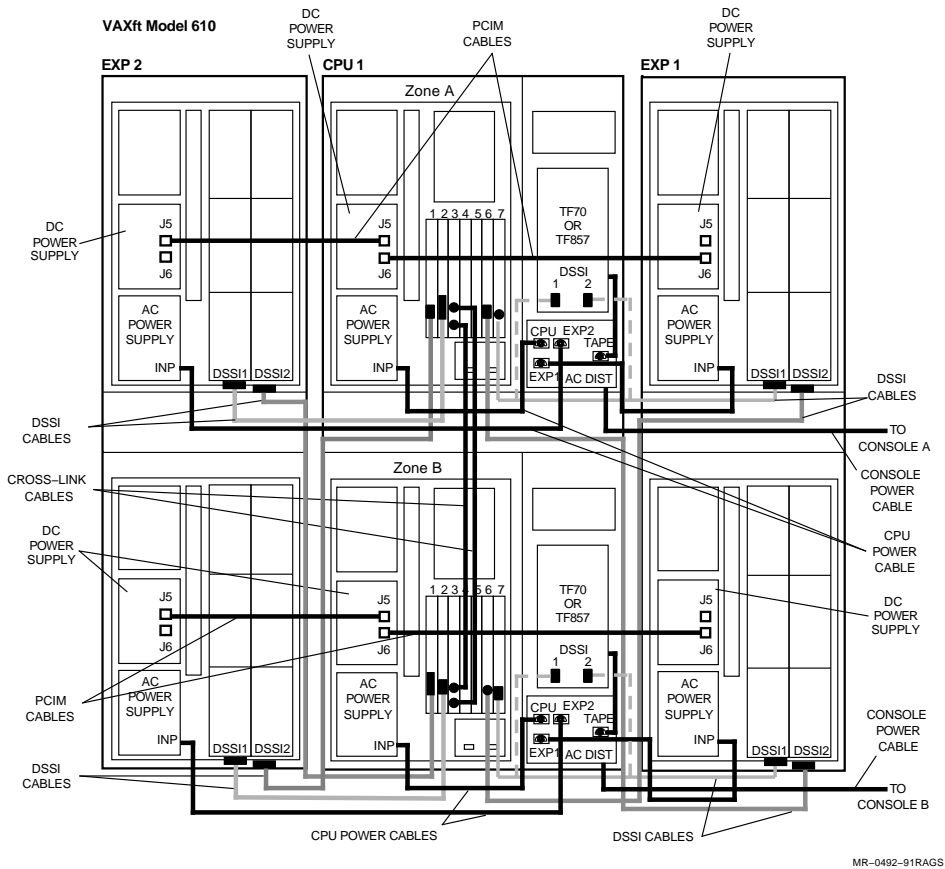 VAXft Model 610
DC
POWER
SUPPLY
PCIM
CABLES
DC
POWER
SUPPLY
EXP 2
CPU 1
EXP 1
Zone A
1 2 3 4 5 6 7
TF70
OR
TF857
DC
POWER
SUPPLY
J5
J6
J5
J6
J5
J6
DSSI
1 2
AC
POWER
SUPPLY
INP
DSSI1 DSSI2
AC
POWER
SUPPLY
INP
CPU EXP2
TAPE
EXP1 AC DIST
AC
POWER
SUPPLY
INP
DSSI1 DSSI2
DSSI
CABLES
DSSI
CABLES
TO
CONSOLE A
CONSOLE
POWER
CABLE
CROSS–LINK
CABLES
Zone B
CPU
POWER
CABLE
DC
POWER
SUPPLY
1 2 3 4 5 6 7
TF70
OR
TF857
J5
J6
J5
J6
J5
J6
DC
POWER
SUPPLY
DSSI
1 2
PCIM
CABLES
AC
POWER
SUPPLY
INP
DSSI1 DSSI2
AC
POWER
SUPPLY
INP
CPU EXP2
TAPE
EXP1 AC DIST
AC
POWER
SUPPLY
INP
DSSI1 DSSI2
CONSOLE
POWER
CABLE
DSSI
CABLES
TO
CONSOLE B
CPU POWER CABLES
DSSI CABLES
MR–0492–91RAGS